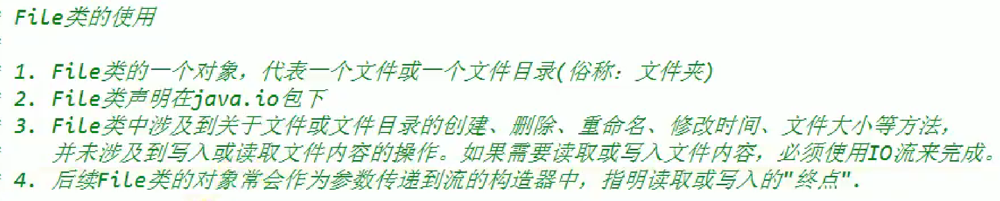 File类的使用
1. File类的一个对象，代表一个文件或一个文件目录(俗称：文件夹)
2. File类声明在java.io包下
3. File类中涉及到关于文件或文件目录的创建、删除、重命名、修改时间、文件大小等方法，
并未涉及到写入或读取文件内容的操作。如果需要读取或写入文件内容，必须使用IO流来完成。
4. 后续File类的对象常会作为参数传递到流的构造器中，指明读取或写入的"终点".